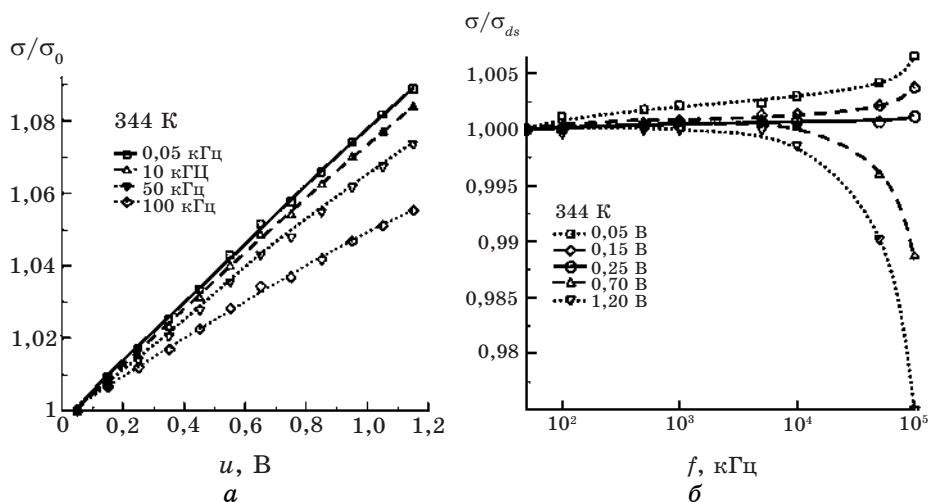 σ/σ₀
1,08
1,06
1,04
1,02
1
344 К
0,05 кГц
10 кГЦ
50 кГц
100 кГц
0 0,2 0,4 0,6 0,8 1,0 1,2
u, В
а
σ/σds
1,005
1,000
0,995
0,99
0,985
0,98
344 К
0,05 В
0,15 В
0,25 В
0,70 В
1,20 В
10² 10³ 10⁴ 10⁵
f, кГц
б